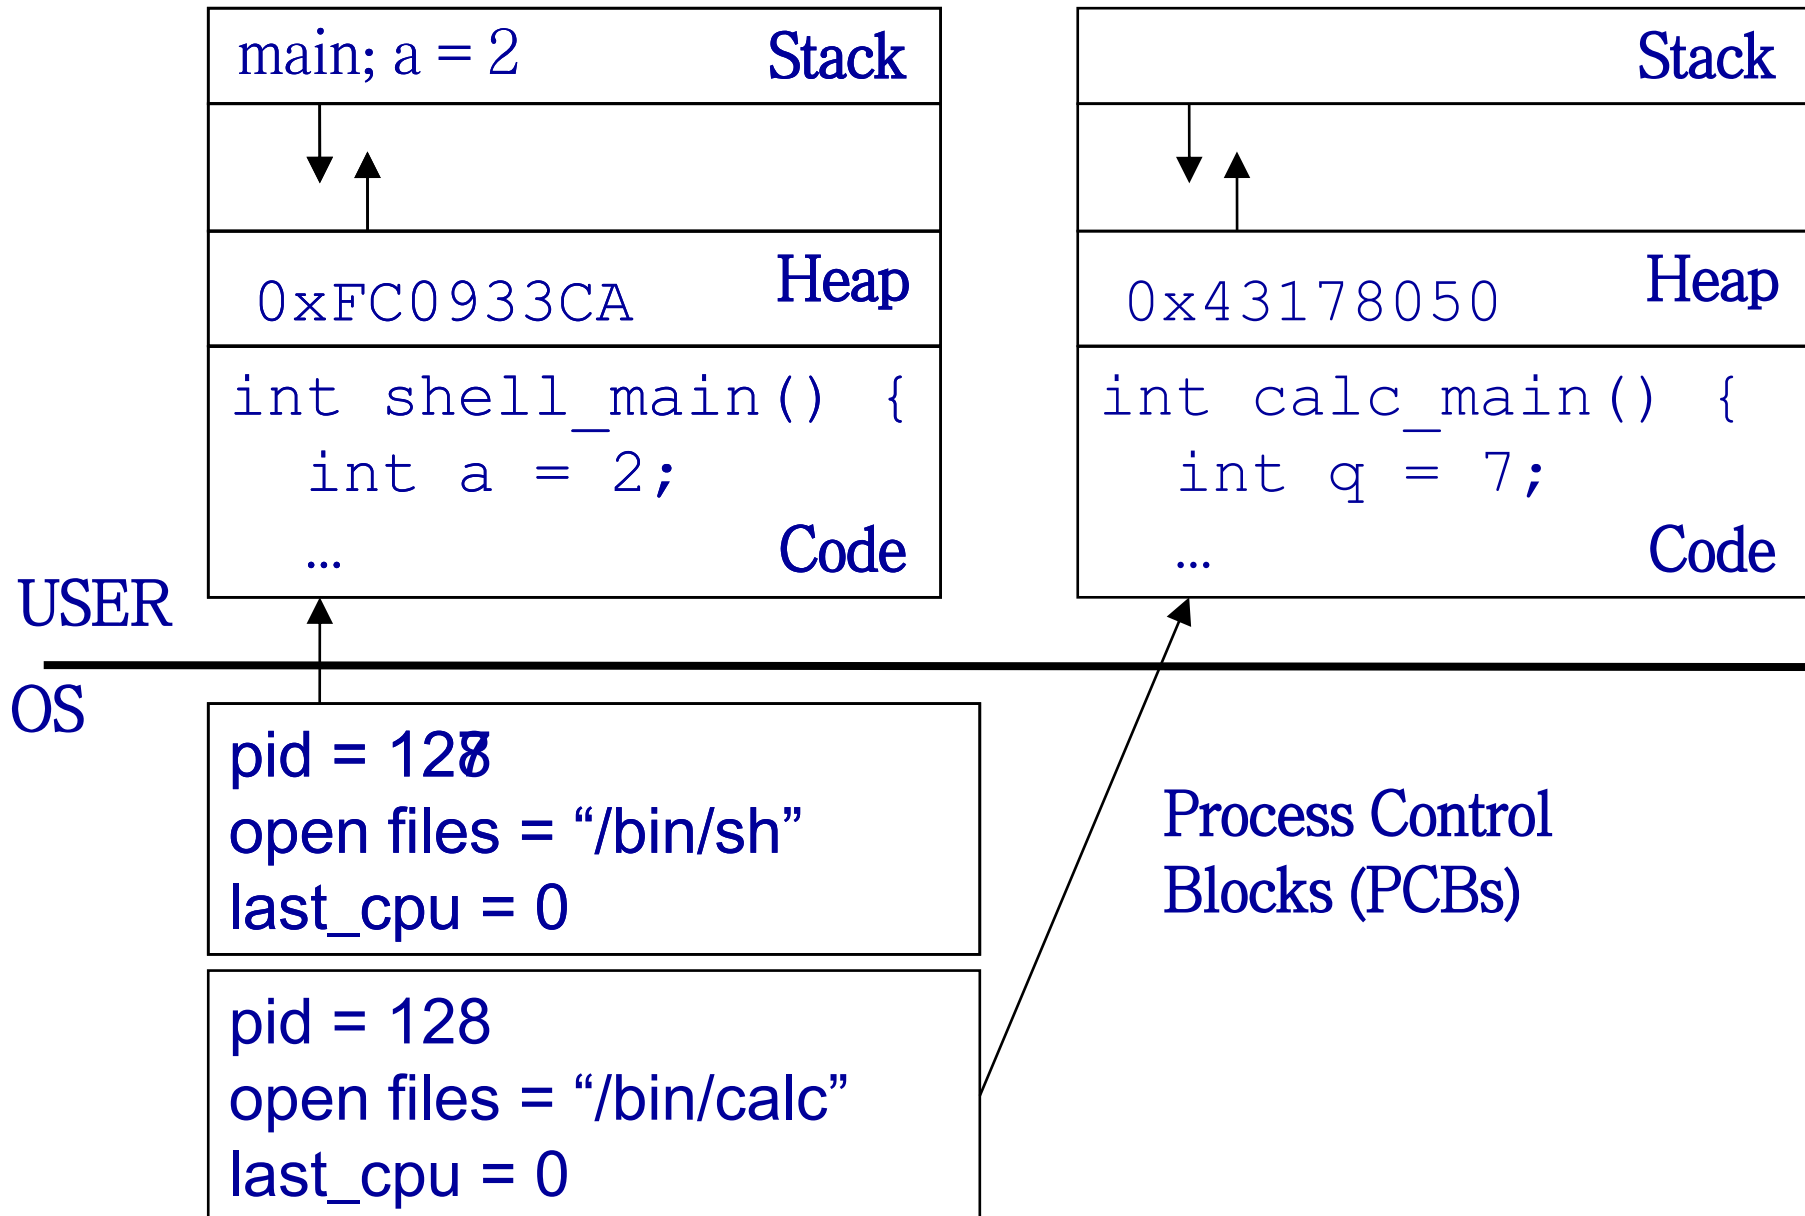 main; a = 2 Stack
0xFC0933CA Heap
int shell_main() {
int a = 2;
… Code
Stack
0x43178050 Heap
int calc_main() {
int q = 7;
… Code
USER
OS
pid =
open files = “/bin/sh”
last_cpu = 0
pid = 128
open files = “/bin/calc”
last_cpu = 0
Process Control
Blocks (PCBs)